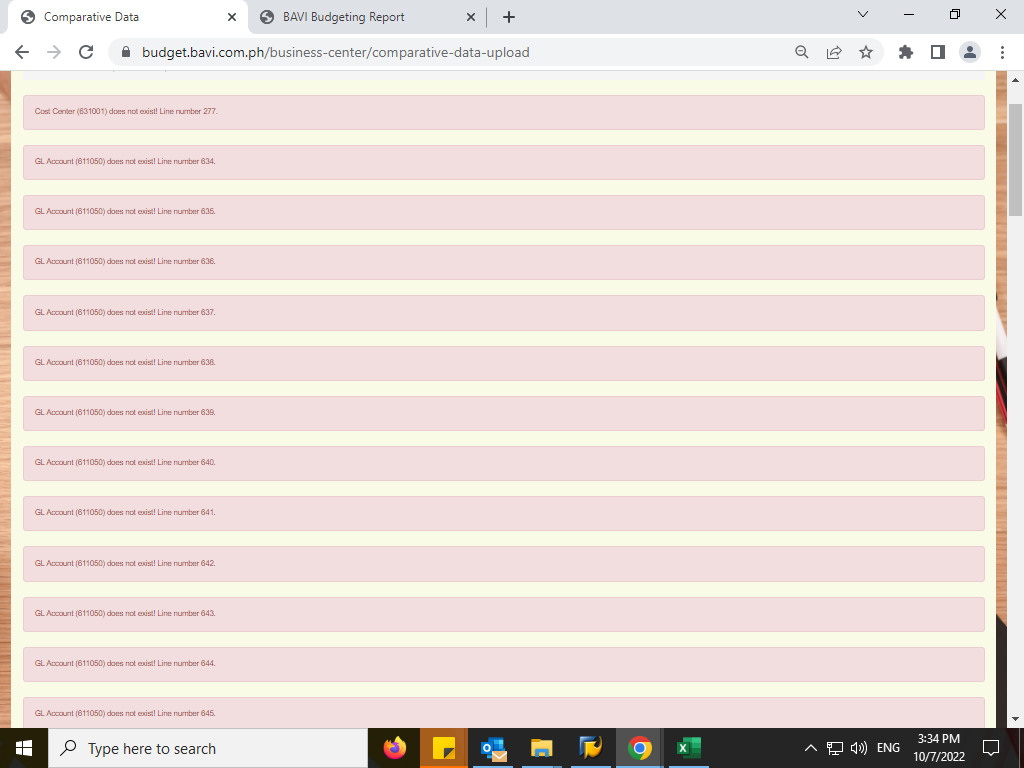 Comparative Data
BAVI Budgeting Report
budget.bavi.com.ph/business-center/comparative-data-upload
Cost Center (631001) does not exist! Line number 277.
GL Account (611050) does not exist! Line number 634.
GL Account (611050) does not exist! Line number 635.
GL Account (611050) does not exist! Line number 636.
GL Account (611050) does not exist! Line number 637.
GL Account (611050) does not exist! Line number 638.
GL Account (611050) does not exist! Line number 639.
GL Account (611050) does not exist! Line number 640.
GL Account (611050) does not exist! Line number 641.
GL Account (611050) does not exist! Line number 642.
GL Account (611050) does not exist! Line number 643.
GL Account (611050) does not exist! Line number 644.
GL Account (611050) does not exist! Line number 645.
Type here to search
ENG
3:34 PM
10/7/2022